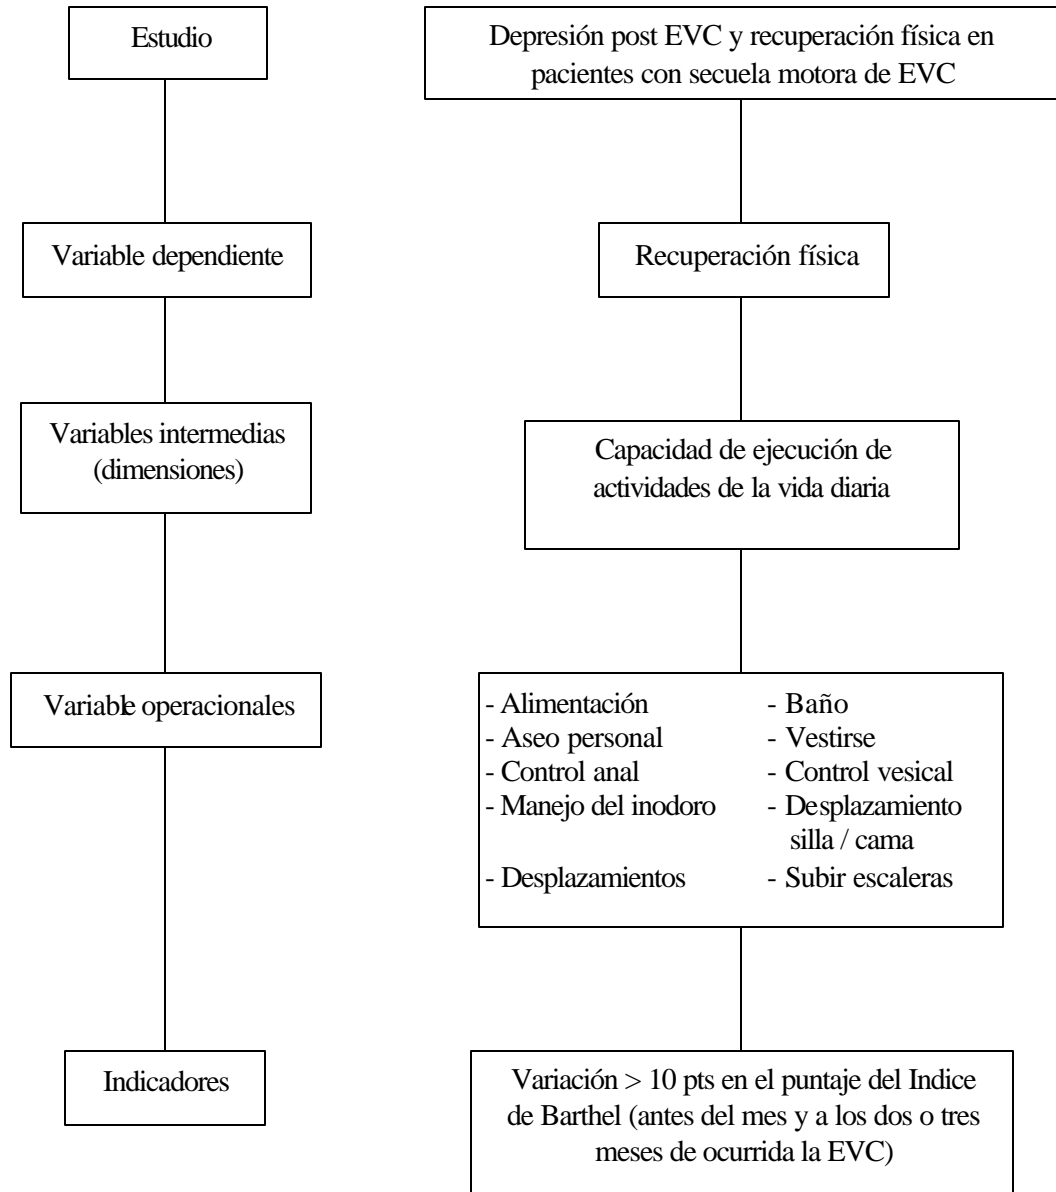 Estudio
Depresión post EVC y recuperación física en
pacientes con secuela motora de EVC
Variable dependiente
Recuperación física
Variables intermedias
(dimensiones)
Capacidad de ejecución de
actividades de la vida diaria
Variable operacionales
- Alimentación - Baño
- Aseo personal - Vestirse
- Control anal - Control vesical
- Manejo del inodoro - Desplazamiento
silla / cama
- Desplazamientos - Subir escaleras
Indicadores
Variación > 10 pts en el puntaje del Indice
de Barthel (antes del mes y a los dos o tres
meses de ocurrida la EVC)